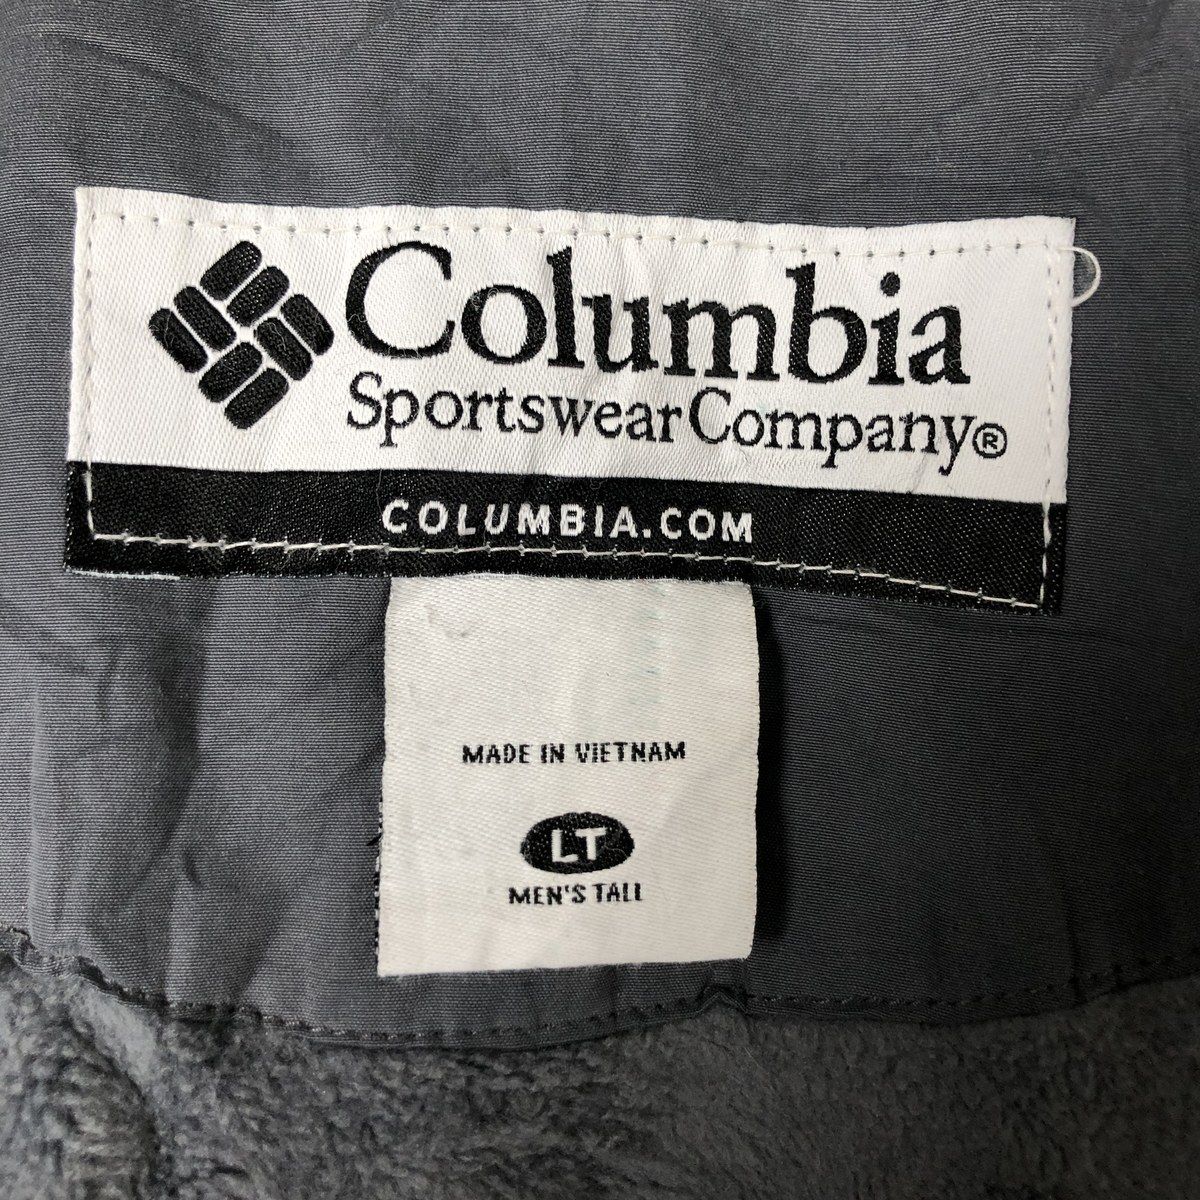 Columbia
Sportswear Company®
COLUMBIA.COM
MADE IN VIETNAM
LT
MEN'S TALL